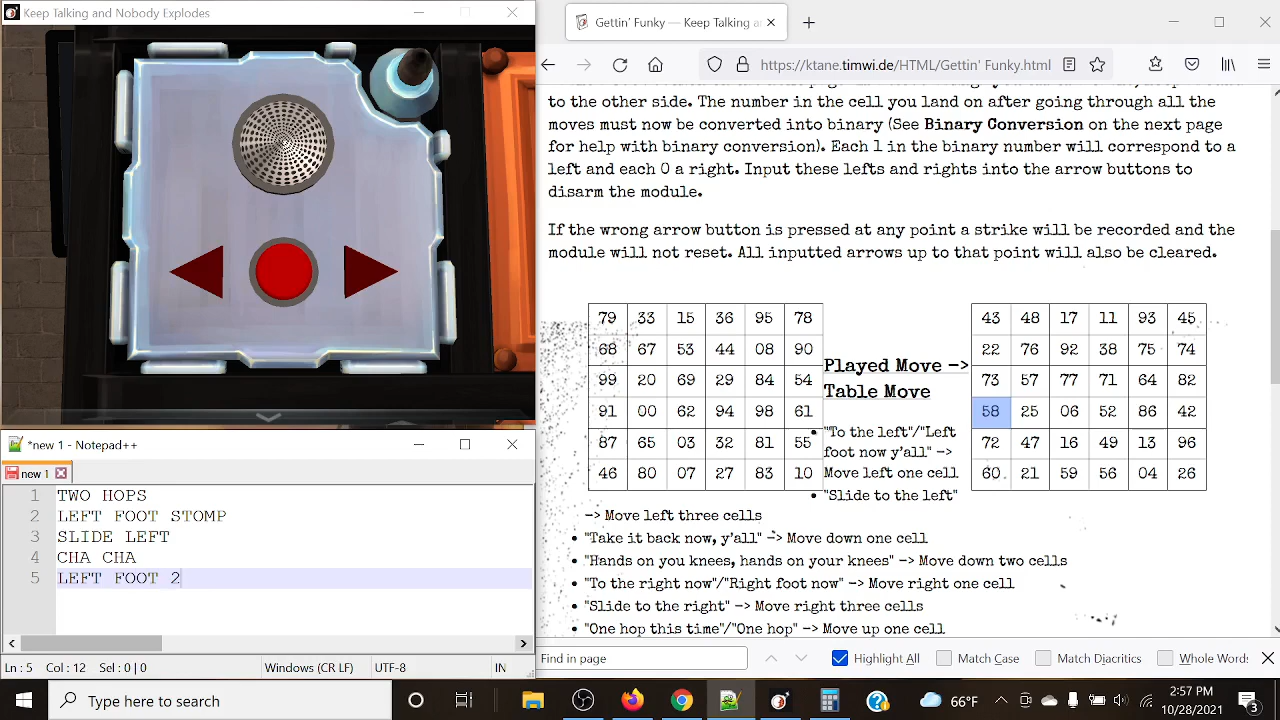 Keep Talking and Nobody Explodes
Gettin' Funky — Keep Talking an
https://ktane.timwi.de/HTML/Gettin' Funky.html
to the other side. The number in the cell you land on after going through all the
moves must now be converted into binary (See Binary Conversion on the next page
for help with binary conversion). Each 1 in the binary number will correspond to a
left and each 0 a right. Input these lefts and rights into the arrow buttons to
disarm the module.
If the wrong arrow button is pressed at any point a strike will be recorded and the
module will not reset. All inputted arrows up to that point will also be cleared.
79 33 15 36 95 78
68 67 53 44 08 90
99 20 69 29 84 54
91 00 62 94 98 61
87 65 03 32 81 55
46 80 07 27 83 10
Played Move ->
Table Move
• "To the left"/"Left
foot now y'all" ->
Move left one cell
• "Slide to the left"
43 48 17 11 93 45
22 76 92 38 75 74
73 57 77 71 64 82
58 25 06 52 86 42
72 47 16 49 13 96
60 21 59 56 04 26
-> Move left three cells
• "Take it back now, y'all" -> Move down one cell
• "Hands on you knees, hands on your knees" -> Move down two cells
• "To the right now"/"Right foot now" -> Move right one cell
• "Slide to the right" -> Move right three cells
• "One hop this time"/"One hop" -> Move up one cell
Find in page
Highlight All
Match Case
Match Diacritics
Whole Words
*new 1 - Notepad++
new 1
1 TWO HOPS
2 LEFT FOOT STOMP
3 SLIDE LEFT
4 CHA CHA
5 LEFT FOOT 2
Ln : 5 Col : 12 Sel : 0 | 0
Windows (CR LF)
UTF-8
IN
Type here to search
66°F
2:57 PM
10/28/2021
3